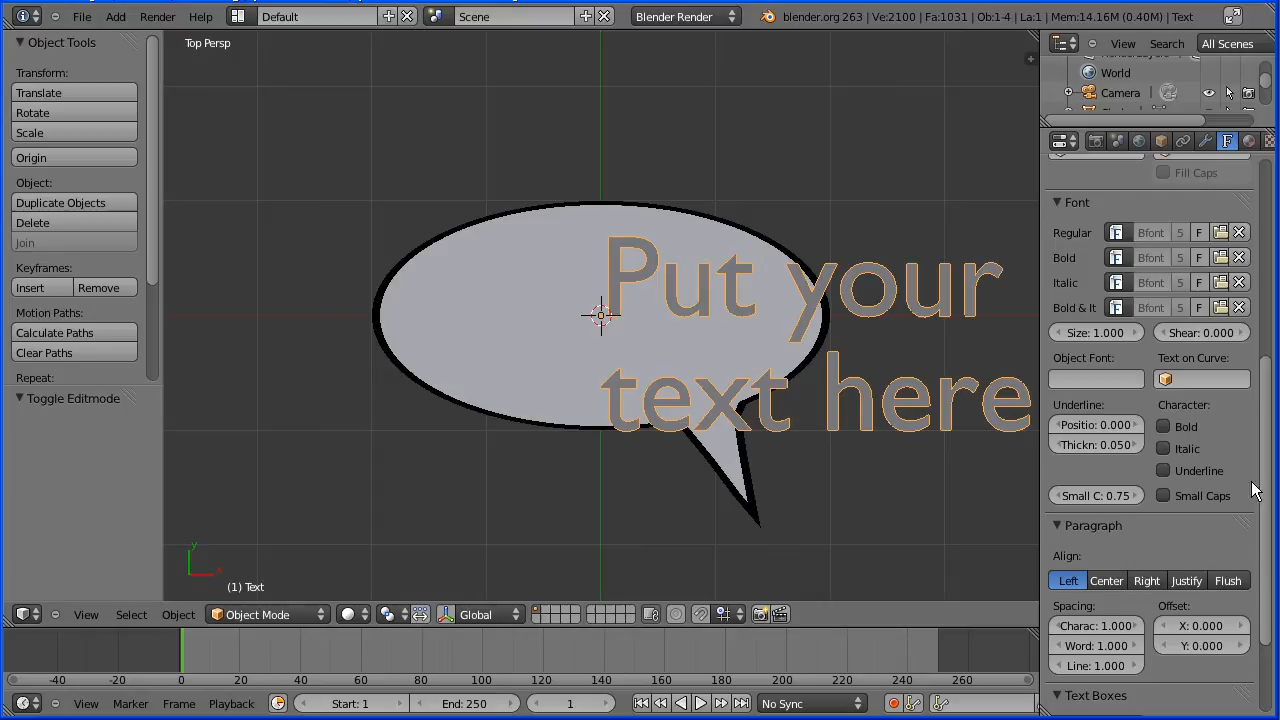 File Add Render Help Default Scene Blender Render blender.org 263 | Ve:2100 | Fa:1031 | Ob:1-4 | La:1 | Mem:14.16M (0.40M) | Text
Object Tools
Transform:
Translate
Rotate
Scale
Origin
Object:
Duplicate Objects
Delete
Join
Keyframes:
Insert Remove
Motion Paths:
Calculate Paths
Clear Paths
Repeat:
Toggle Editmode
Top Persp
Put your
text here
y
x
(1) Text
View Select Object Object Mode Global
-40 -20 0 20 40 60 80 100 120 140 160 180 200 220 240 260
View Marker Frame Playback Start: 1 End: 250 1 No Sync
View Search All Scenes
World
Camera
F
Fill Caps
Font
Regular F Bfont 5 F
Bold F Bfont 5 F
Italic F Bfont 5 F
Bold & It F Bfont 5 F
Size: 1.000 Shear: 0.000
Object Font: Text on Curve:
Underline: Character:
Positio: 0.000 Bold
Thickn: 0.050 Italic
Underline
Small C: 0.75 Small Caps
Paragraph
Align:
Left Center Right Justify Flush
Spacing: Offset:
Charac: 1.000 X: 0.000
Word: 1.000 Y: 0.000
Line: 1.000
Text Boxes